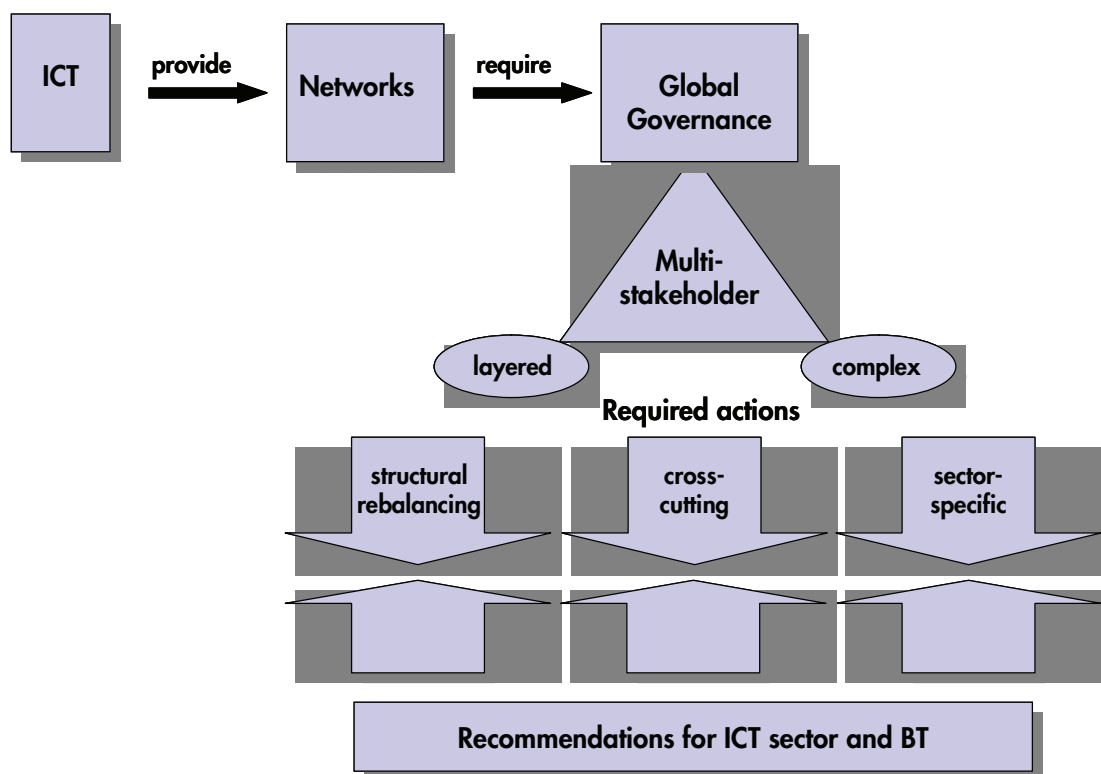 ICT
provide
Networks
require
Global
Governance
Multi-
stakeholder
layered
complex
Required actions
structural
rebalancing
cross-
cutting
sector-
specific
Recommendations for ICT sector and BT